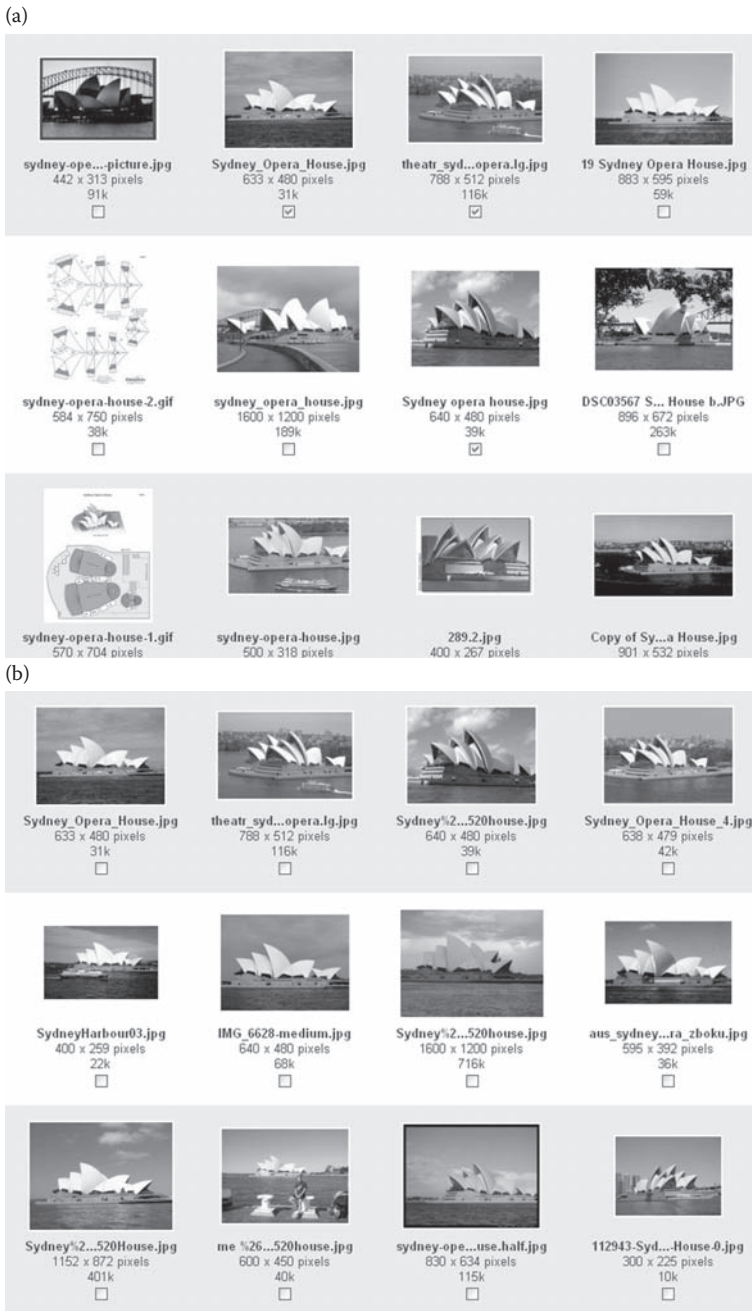 (a)
sydney-ope...-picture.jpg
442 x 313 pixels
91k
Sydney_Opera_House.jpg
633 x 480 pixels
31k
theatr_syd...opera.lg.jpg
788 x 512 pixels
116k
19 Sydney Opera House.jpg
883 x 595 pixels
59k
sydney-opera-house-2.gif
584 x 750 pixels
38k
sydney_opera_house.jpg
1600 x 1200 pixels
189k
Sydney opera house.jpg
640 x 480 pixels
39k
DSC03567 S... House b.JPG
896 x 672 pixels
263k
sydney-opera-house-1.gif
570 x 704 pixels
sydney-opera-house.jpg
500 x 318 pixels
289.2.jpg
400 x 267 pixels
Copy of Sy...a House.jpg
901 x 532 pixels
(b)
Sydney_Opera_House.jpg
633 x 480 pixels
31k
theatr_syd...opera.lg.jpg
788 x 512 pixels
116k
Sydney%2...520house.jpg
640 x 480 pixels
39k
Sydney_Opera_House_4.jpg
638 x 479 pixels
42k
SydneyHarbour03.jpg
400 x 259 pixels
22k
IMG_6628-medium.jpg
640 x 480 pixels
68k
Sydney%2...520house.jpg
1600 x 1200 pixels
716k
aus_sydney...ra_zboku.jpg
595 x 392 pixels
36k
Sydney%2...520House.jpg
1152 x 872 pixels
401k
me %26...520house.jpg
600 x 450 pixels
40k
sydney-ope...use.half.jpg
830 x 634 pixels
115k
112943-Syd...-House-0.jpg
300 x 225 pixels
10k